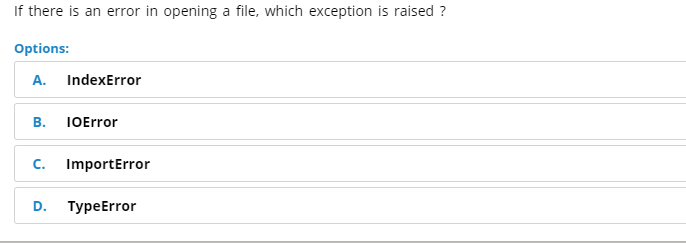 If there is an error in opening a file, which exception is raised ?
Options:
A. IndexError
B. IOError
C. ImportError
D. TypeError